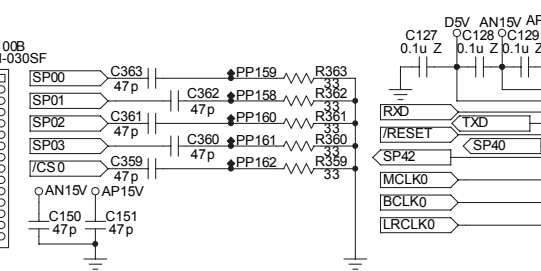 D5V AN15V AP
C127 C128 C129
0.1u Z 0.1u Z 0.1u Z
00B
-030SF
SP00 C363 47p PP159 R363 33
SP01 C362 47p PP158 R362 33
SP02 C361 47p PP160 R361 33
SP03 C360 47p PP161 R360 33
/CS0 C359 47p PP162 R359 33
AN15V AP15V
C150 47p C151 47p
RXD
TXD
/RESET
SP40
SP42
MCLK0
BCLK0
LRCLK0